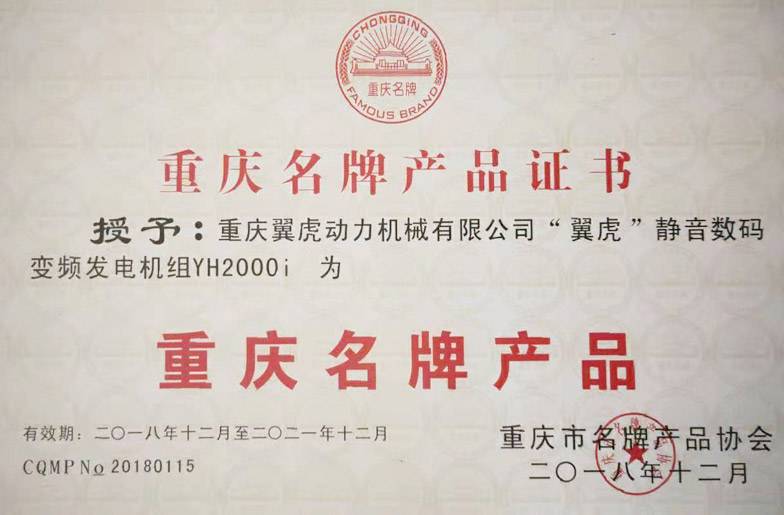 CHONGQING
重庆名牌
FAMOUS BRAND
重庆名牌产品证书
授予：重庆翼虎动力机械有限公司“翼虎”静音数码
变频发电机组YH2000i 为
重庆名牌产品
有效期：二〇一八年十二月至二〇二一年十二月
CQMP No 20180115
重庆市名牌产品协会
二〇一八年十二月